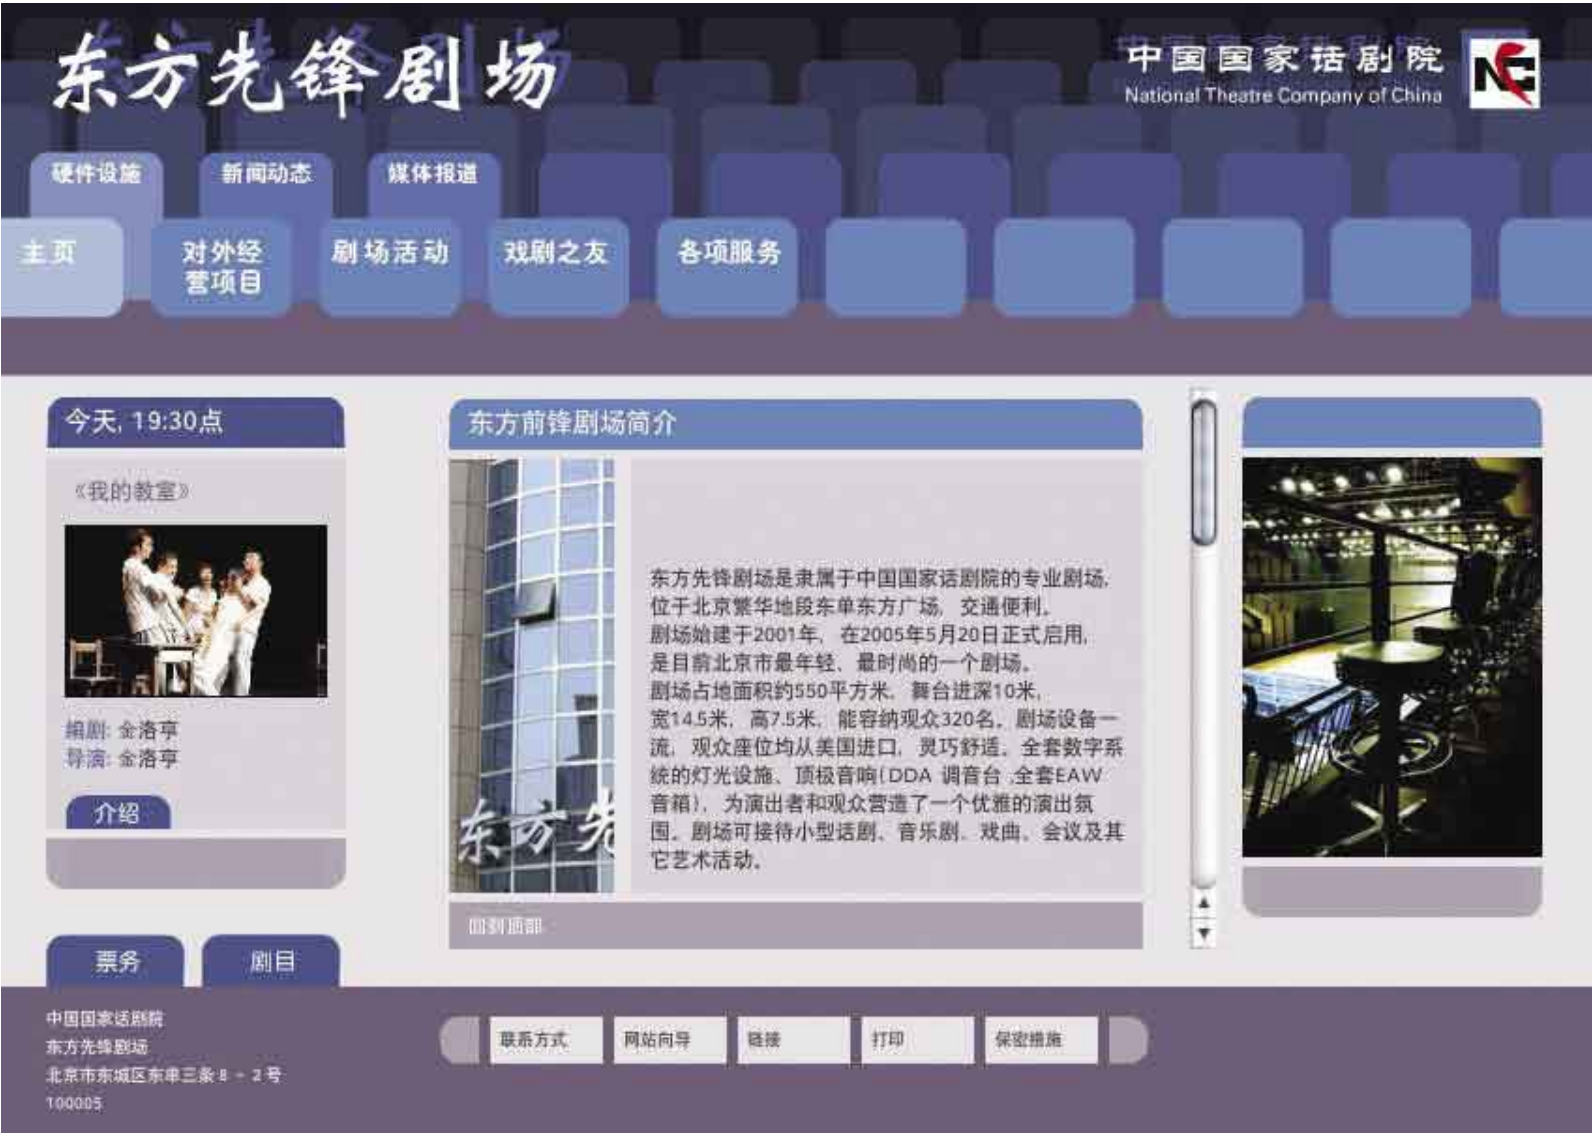 东方先锋剧场
中国国家话剧院
National Theatre Company of China
NC
硬件设施
新闻动态
媒体报道
主页
对外经
营项目
剧场活动
戏剧之友
各项服务
今天, 19:30点
《我的教室》
编剧: 金洛亨
导演: 金洛亨
介绍
东方前锋剧场简介
东方先
东方先锋剧场是隶属于中国国家话剧院的专业剧场,
位于北京繁华地段东单东方广场, 交通便利。
剧场始建于2001年, 在2005年5月20日正式启用,
是目前北京市最年轻、最时尚的一个剧场。
剧场占地面积约550平方米, 舞台进深10米,
宽14.5米, 高7.5米, 能容纳观众320名。剧场设备一
流, 观众座位均从美国进口, 灵巧舒适。全套数字系
统的灯光设施、顶极音响(DDA 调音台 ,全套EAW
音箱), 为演出者和观众营造了一个优雅的演出氛
围。剧场可接待小型话剧、音乐剧、戏曲、会议及其
它艺术活动。
回到顶部
票务
剧目
中国国家话剧院
东方先锋剧场
北京市东城区东单三条 8 - 2 号
100005
联系方式
网站向导
链接
打印
保密措施